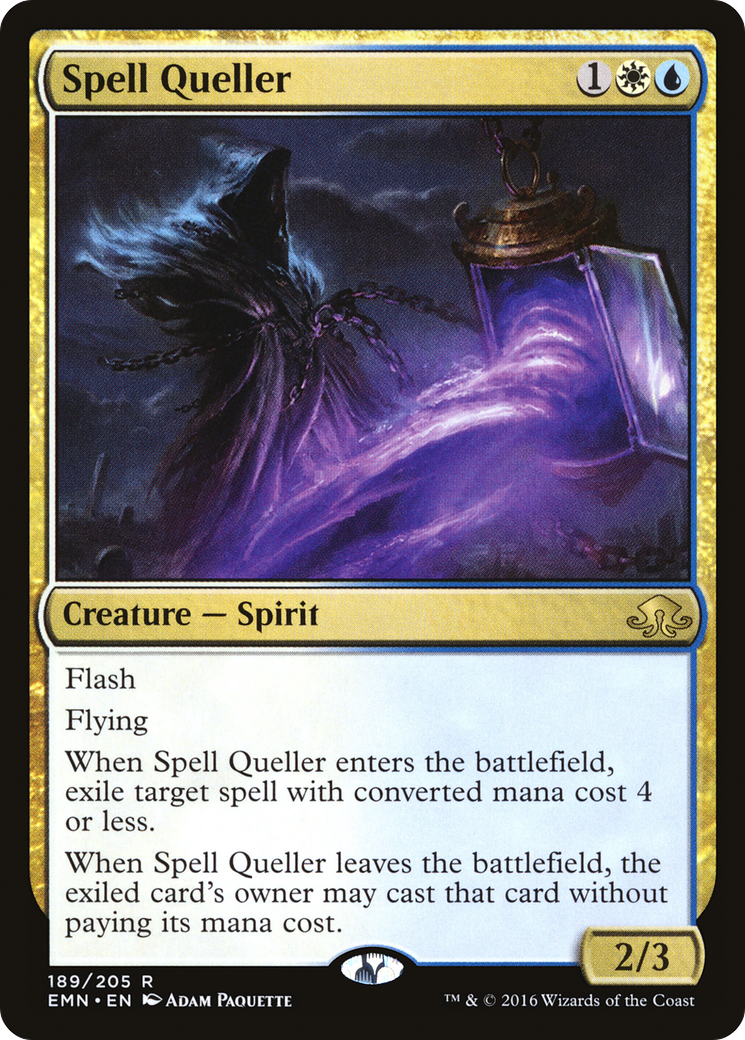 Spell Queller 1
Creature — Spirit
Flash
Flying
When Spell Queller enters the battlefield,
exile target spell with converted mana cost 4
or less.
When Spell Queller leaves the battlefield, the
exiled card's owner may cast that card without
paying its mana cost.
2/3
189/205 R
EMN • EN Adam Paquette
™ & © 2016 Wizards of the Coast